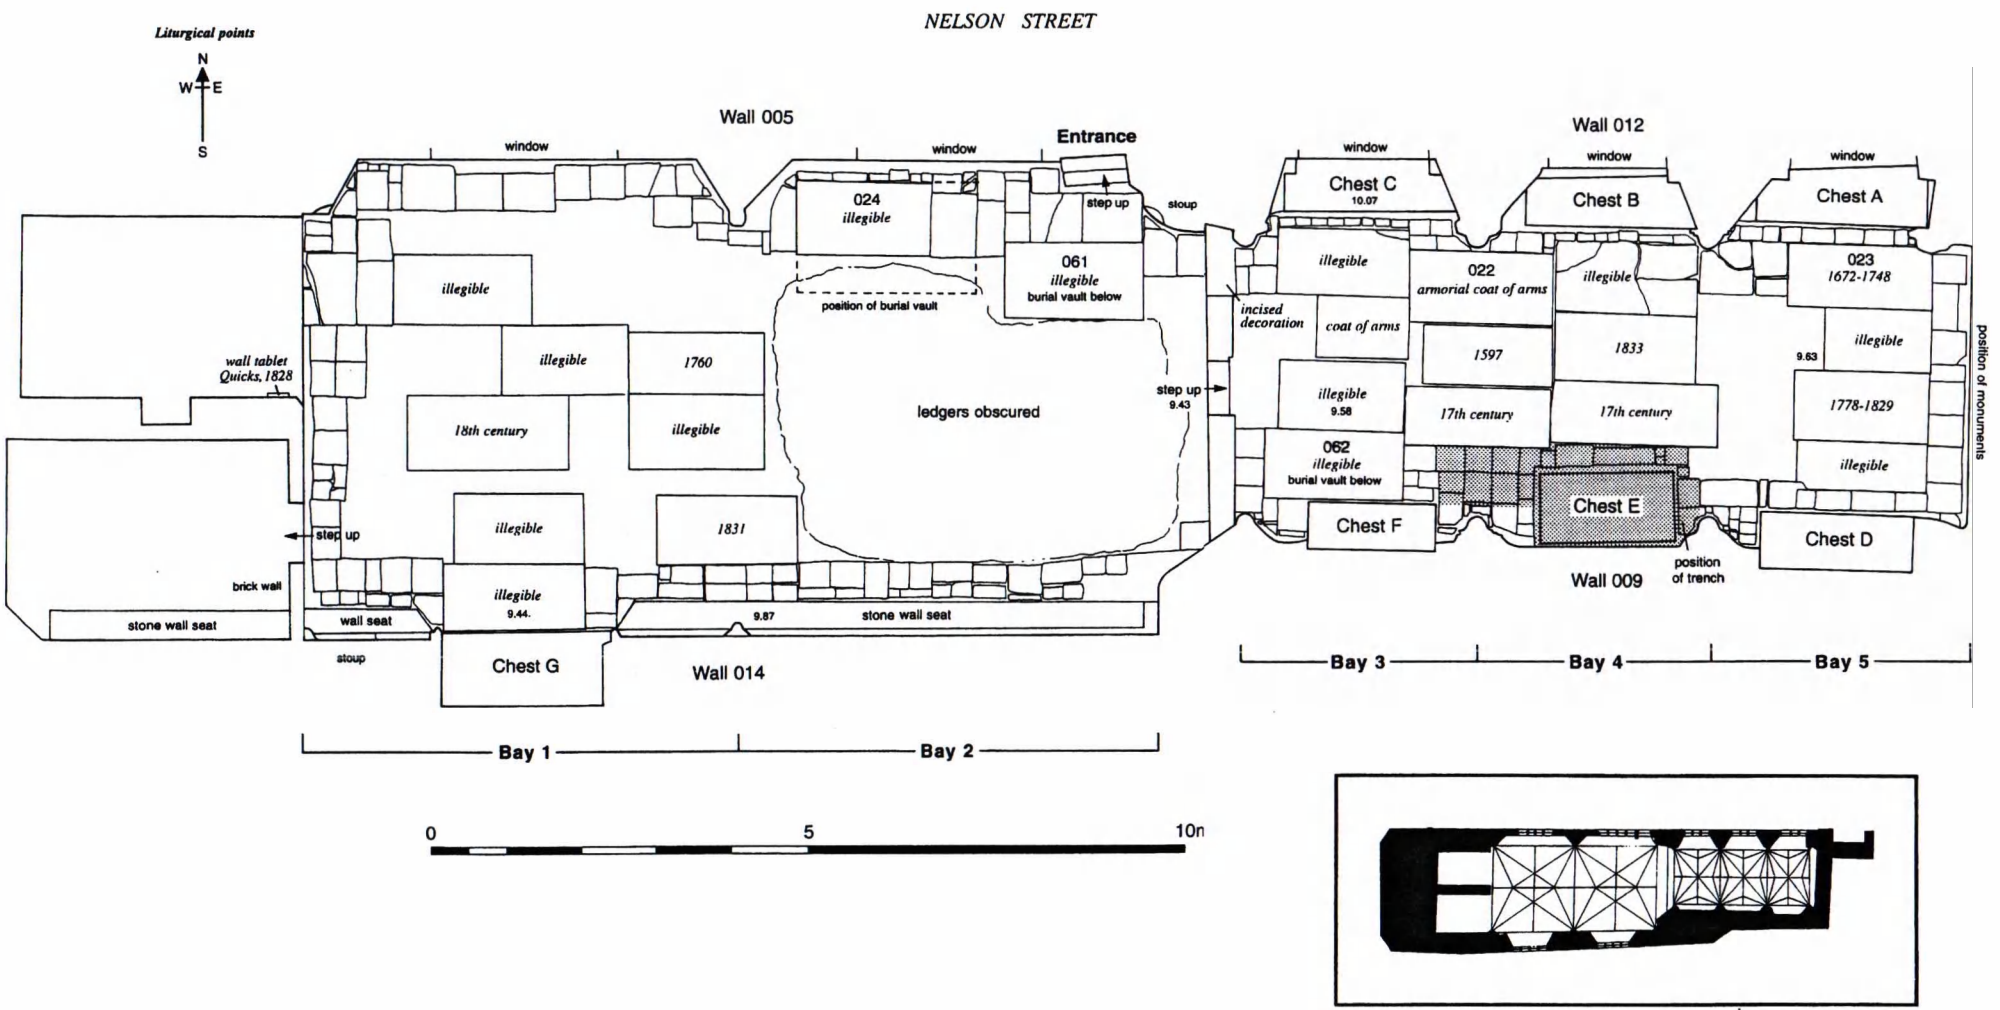 NELSON STREET
Liturgical points
N
W E
S
Wall 005
Entrance
Wall 012
window
window
window
window
window
Chest C
10.07
Chest B
Chest A
step up
stoup
024
illegible
061
illegible
burial vault below
position of burial vault
illegible
illegible
022
armorial coat of arms
illegible
023
1672-1748
incised
decoration
coat of arms
illegible
1760
1597
1833
9.63
illegible
wall tablet
Quicks, 1828
step up
9.43
illegible
9.58
1778-1829
position of monuments
18th century
illegible
ledgers obscured
17th century
17th century
062
illegible
burial vault below
illegible
illegible
1831
Chest F
Chest E
Chest D
step up
position
of trench
Wall 009
brick wall
illegible
9.44.
stone wall seat
wall seat
9.87
stone wall seat
stoup
Chest G
Wall 014
Bay 3
Bay 4
Bay 5
Bay 1
Bay 2
0
5
10n